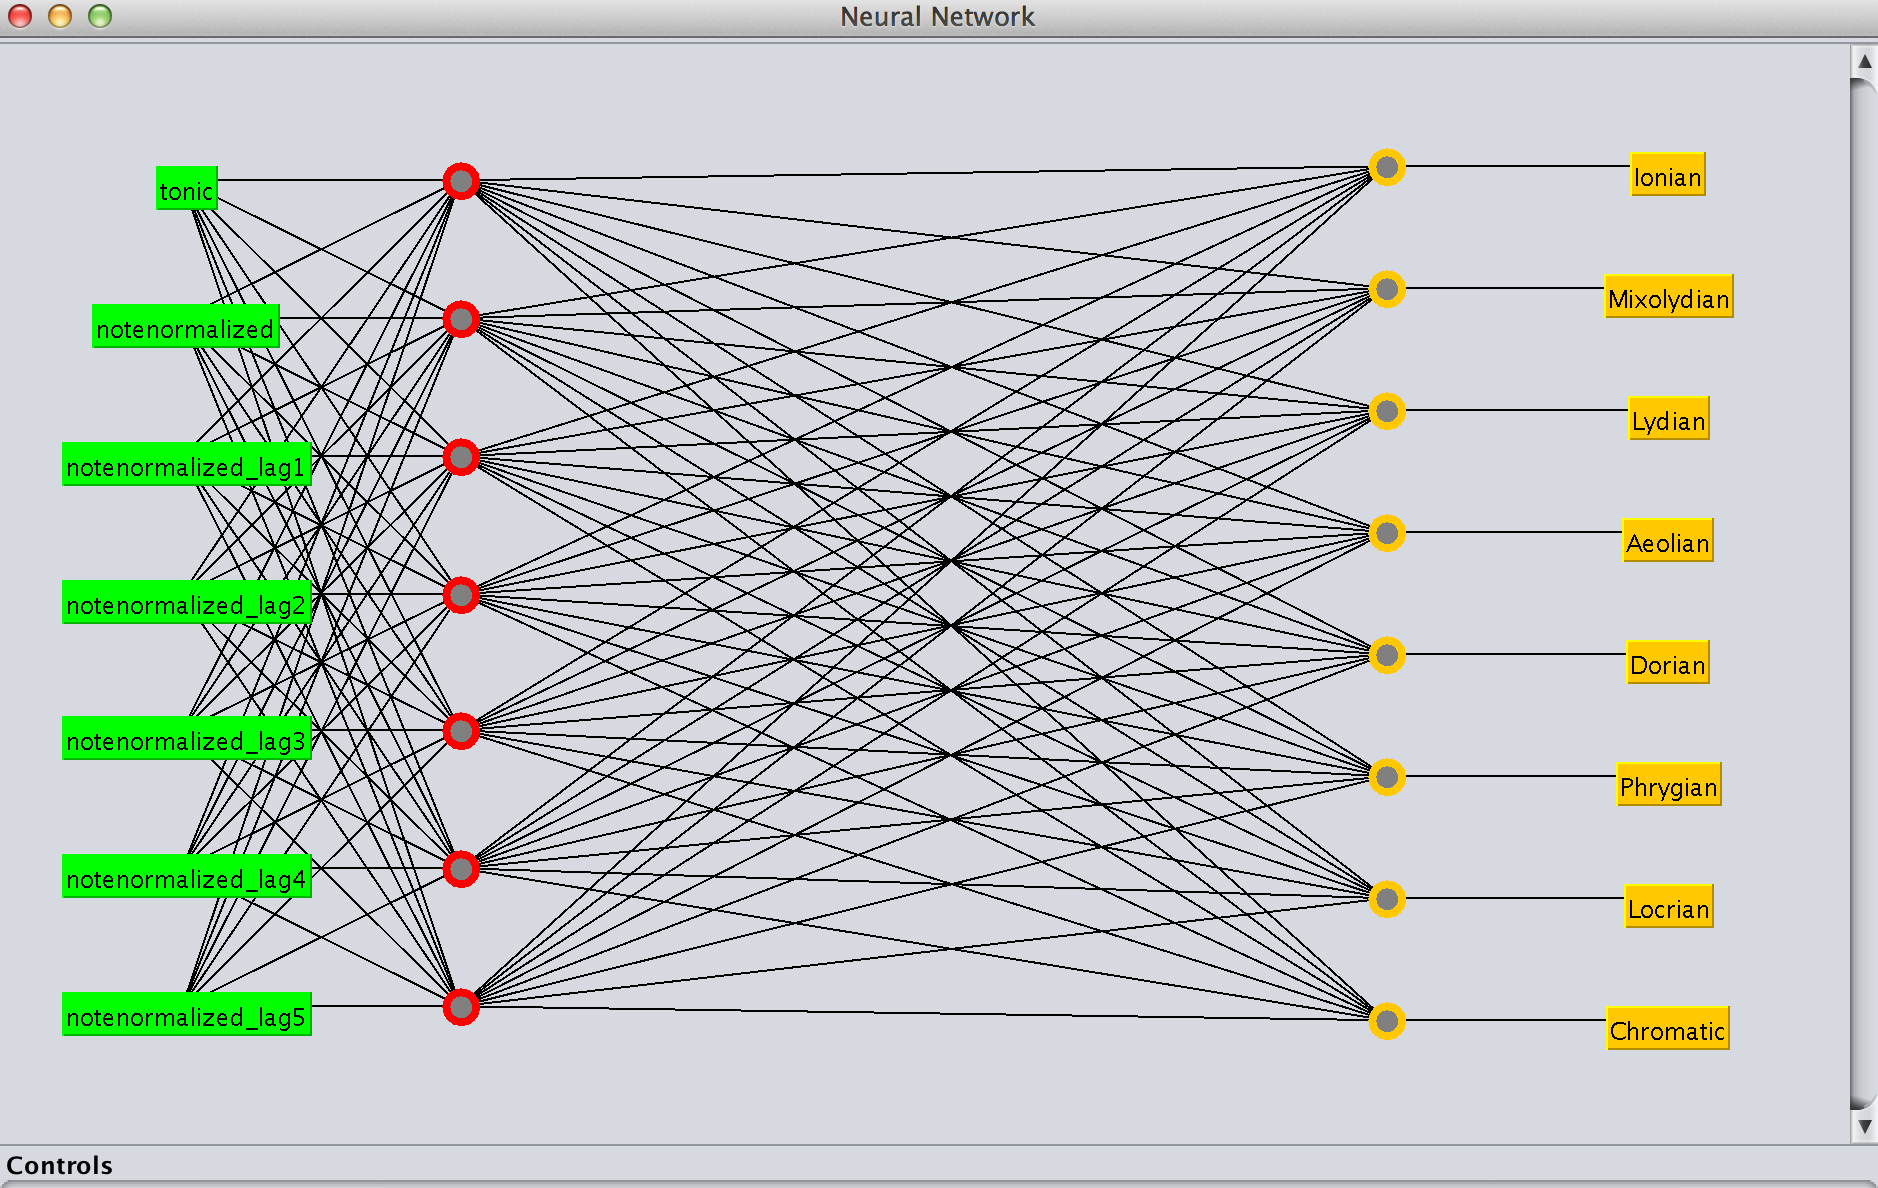 Neural Network
tonic
notenormalized
notenormalized_lag1
notenormalized_lag2
notenormalized_lag3
notenormalized_lag4
notenormalized_lag5
Ionian
Mixolydian
Lydian
Aeolian
Dorian
Phrygian
Locrian
Chromatic
Controls